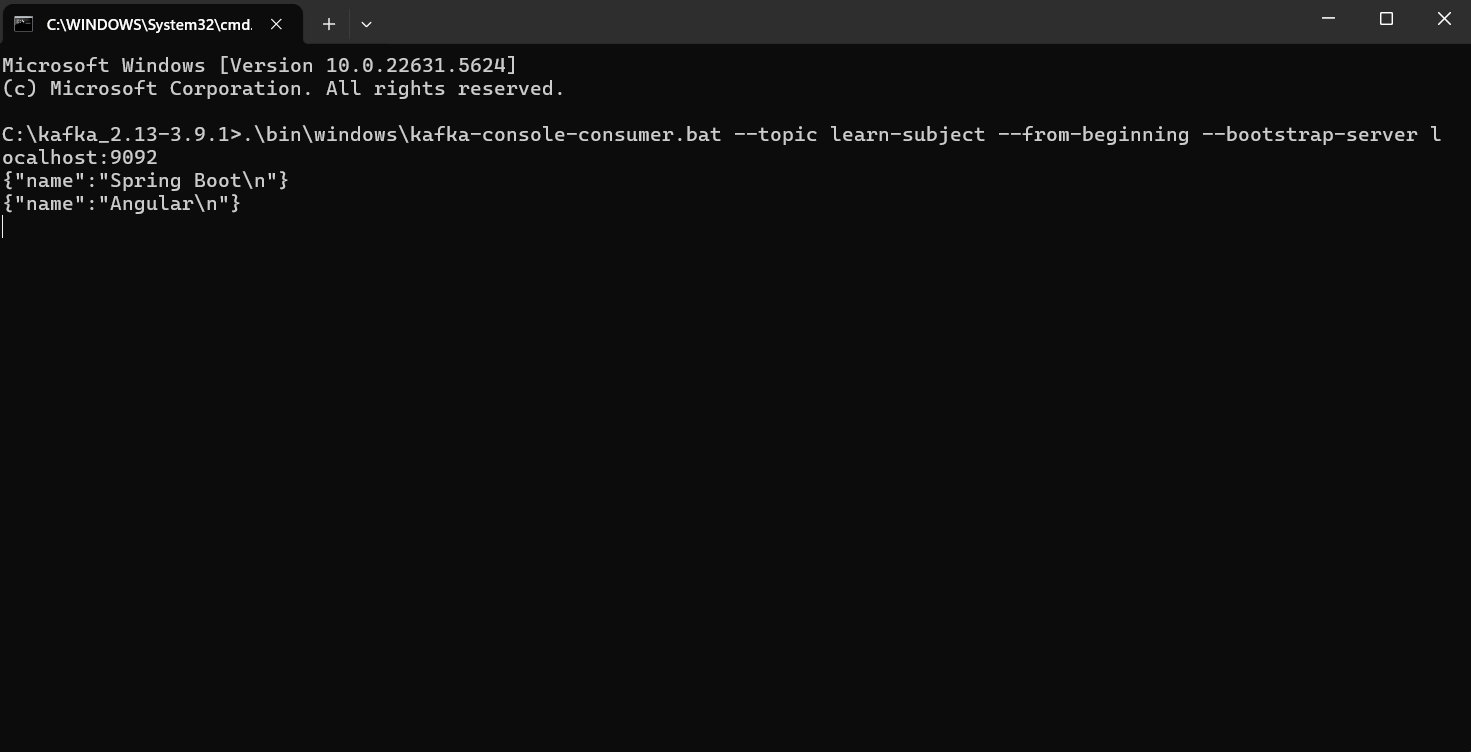 C:\WINDOWS\System32\cmd.
Microsoft Windows [Version 10.0.22631.5624]
(c) Microsoft Corporation. All rights reserved.
C:\kafka_2.13-3.9.1>.\bin\windows\kafka-console-consumer.bat --topic learn-subject --from-beginning --bootstrap-server l
ocalhost:9092
{"name":"Spring Boot\n"}
{"name":"Angular\n"}